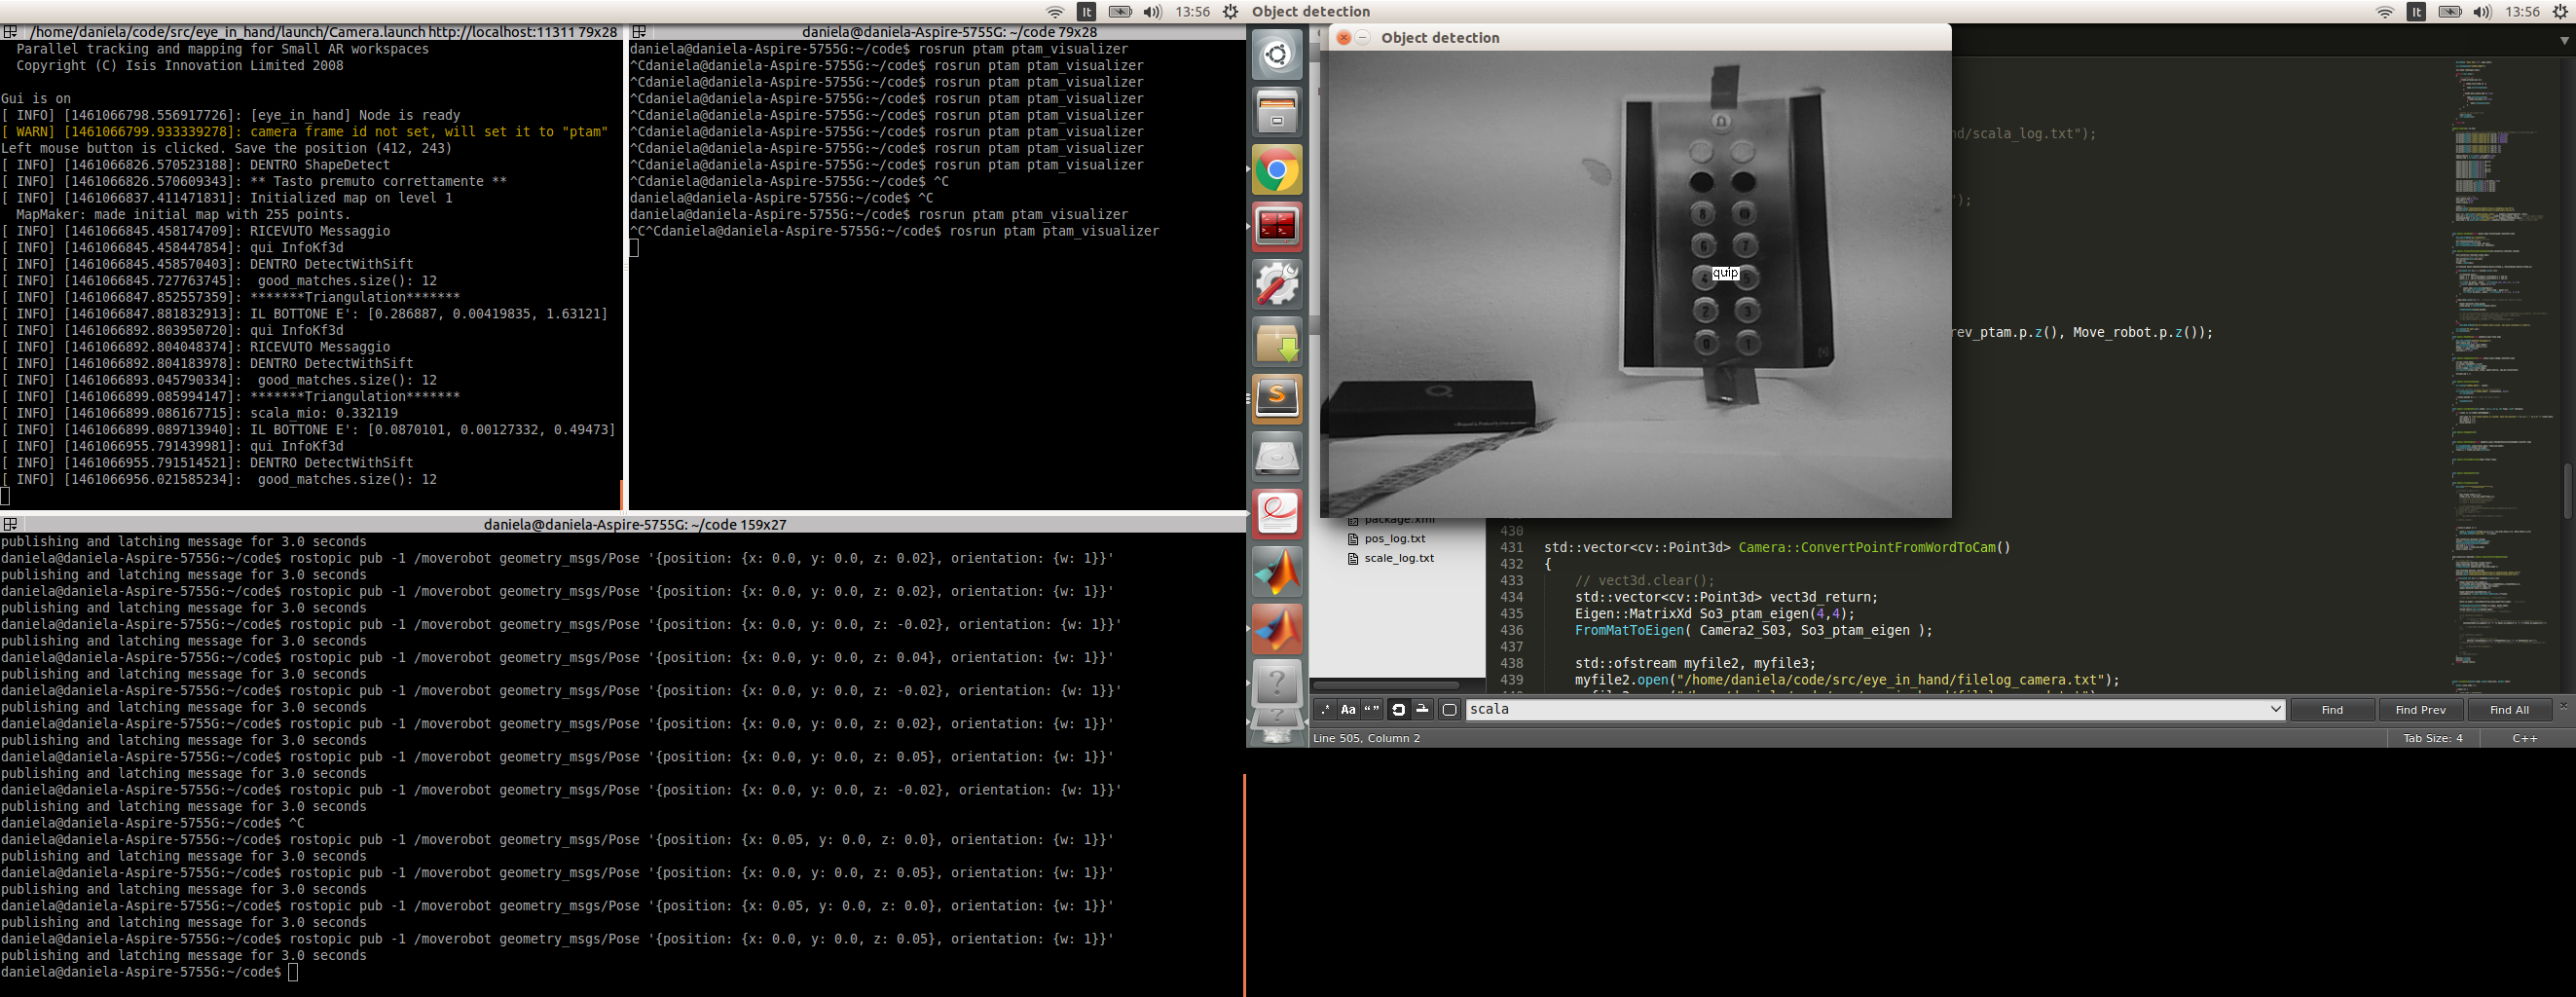 It
13:56
Object detection
It
13:56
/home/daniela/code/src/eye_in_hand/launch/Camera.launch http://localhost:11311 79x28
Parallel tracking and mapping for Small AR workspaces
Copyright (C) Isis Innovation Limited 2008
Gui is on
[ INFO] [1461066798.556917726]: [eye_in_hand] Node is ready
[ WARN] [1461066799.933339278]: camera frame id not set, will set it to "ptam"
Left mouse button is clicked. Save the position (412, 243)
[ INFO] [1461066826.570523188]: DENTRO ShapeDetect
[ INFO] [1461066826.570609343]: ** Tasto premuto correttamente **
[ INFO] [1461066837.411471831]: Initialized map on level 1
MapMaker: made initial map with 255 points.
[ INFO] [1461066845.458174709]: RICEVUTO Messaggio
[ INFO] [1461066845.458447854]: qui InfoKf3d
[ INFO] [1461066845.458570403]: DENTRO DetectWithSift
[ INFO] [1461066845.727763745]:  good_matches.size(): 12
[ INFO] [1461066847.852557359]: *******Triangulation*******
[ INFO] [1461066847.881832913]: IL BOTTONE E': [0.286887, 0.00419835, 1.63121]
[ INFO] [1461066892.803950720]: qui InfoKf3d
[ INFO] [1461066892.804048374]: RICEVUTO Messaggio
[ INFO] [1461066892.804183978]: DENTRO DetectWithSift
[ INFO] [1461066893.045790334]:  good_matches.size(): 12
[ INFO] [1461066899.085994147]: *******Triangulation*******
[ INFO] [1461066899.086167715]: scala_mio: 0.332119
[ INFO] [1461066899.089713940]: IL BOTTONE E': [0.0870101, 0.00127332, 0.49473]
[ INFO] [1461066955.791439981]: qui InfoKf3d
[ INFO] [1461066955.791514521]: DENTRO DetectWithSift
[ INFO] [1461066956.021585234]:  good_matches.size(): 12
daniela@daniela-Aspire-5755G: ~/code 79x28
daniela@daniela-Aspire-5755G:~/code$ rosrun ptam ptam_visualizer
^Cdaniela@daniela-Aspire-5755G:~/code$ rosrun ptam ptam_visualizer
^Cdaniela@daniela-Aspire-5755G:~/code$ rosrun ptam ptam_visualizer
^Cdaniela@daniela-Aspire-5755G:~/code$ rosrun ptam ptam_visualizer
^Cdaniela@daniela-Aspire-5755G:~/code$ rosrun ptam ptam_visualizer
^Cdaniela@daniela-Aspire-5755G:~/code$ rosrun ptam ptam_visualizer
^Cdaniela@daniela-Aspire-5755G:~/code$ rosrun ptam ptam_visualizer
^Cdaniela@daniela-Aspire-5755G:~/code$ rosrun ptam ptam_visualizer
^Cdaniela@daniela-Aspire-5755G:~/code$ ^C
daniela@daniela-Aspire-5755G:~/code$ ^C
daniela@daniela-Aspire-5755G:~/code$ rosrun ptam ptam_visualizer
^C^Cdaniela@daniela-Aspire-5755G:~/code$ rosrun ptam ptam_visualizer
daniela@daniela-Aspire-5755G: ~/code 159x27
publishing and latching message for 3.0 seconds
daniela@daniela-Aspire-5755G:~/code$ rostopic pub -1 /moverobot geometry_msgs/Pose '{position: {x: 0.0, y: 0.0, z: 0.02}, orientation: {w: 1}}'
publishing and latching message for 3.0 seconds
daniela@daniela-Aspire-5755G:~/code$ rostopic pub -1 /moverobot geometry_msgs/Pose '{position: {x: 0.0, y: 0.0, z: 0.02}, orientation: {w: 1}}'
publishing and latching message for 3.0 seconds
daniela@daniela-Aspire-5755G:~/code$ rostopic pub -1 /moverobot geometry_msgs/Pose '{position: {x: 0.0, y: 0.0, z: -0.02}, orientation: {w: 1}}'
publishing and latching message for 3.0 seconds
daniela@daniela-Aspire-5755G:~/code$ rostopic pub -1 /moverobot geometry_msgs/Pose '{position: {x: 0.0, y: 0.0, z: 0.04}, orientation: {w: 1}}'
publishing and latching message for 3.0 seconds
daniela@daniela-Aspire-5755G:~/code$ rostopic pub -1 /moverobot geometry_msgs/Pose '{position: {x: 0.0, y: 0.0, z: -0.02}, orientation: {w: 1}}'
publishing and latching message for 3.0 seconds
daniela@daniela-Aspire-5755G:~/code$ rostopic pub -1 /moverobot geometry_msgs/Pose '{position: {x: 0.0, y: 0.0, z: 0.02}, orientation: {w: 1}}'
publishing and latching message for 3.0 seconds
daniela@daniela-Aspire-5755G:~/code$ rostopic pub -1 /moverobot geometry_msgs/Pose '{position: {x: 0.0, y: 0.0, z: 0.05}, orientation: {w: 1}}'
publishing and latching message for 3.0 seconds
daniela@daniela-Aspire-5755G:~/code$ rostopic pub -1 /moverobot geometry_msgs/Pose '{position: {x: 0.0, y: 0.0, z: -0.02}, orientation: {w: 1}}'
publishing and latching message for 3.0 seconds
daniela@daniela-Aspire-5755G:~/code$ ^C
daniela@daniela-Aspire-5755G:~/code$ rostopic pub -1 /moverobot geometry_msgs/Pose '{position: {x: 0.05, y: 0.0, z: 0.0}, orientation: {w: 1}}'
publishing and latching message for 3.0 seconds
daniela@daniela-Aspire-5755G:~/code$ rostopic pub -1 /moverobot geometry_msgs/Pose '{position: {x: 0.0, y: 0.0, z: 0.05}, orientation: {w: 1}}'
publishing and latching message for 3.0 seconds
daniela@daniela-Aspire-5755G:~/code$ rostopic pub -1 /moverobot geometry_msgs/Pose '{position: {x: 0.05, y: 0.0, z: 0.0}, orientation: {w: 1}}'
publishing and latching message for 3.0 seconds
daniela@daniela-Aspire-5755G:~/code$ rostopic pub -1 /moverobot geometry_msgs/Pose '{position: {x: 0.0, y: 0.0, z: 0.05}, orientation: {w: 1}}'
publishing and latching message for 3.0 seconds
daniela@daniela-Aspire-5755G:~/code$
Object detection
8
6 7
quip
4 5
2 3
0 1
nd/scala_log.txt");
");
rev_ptam.p.z(), Move_robot.p.z());
package.xml
pos_log.txt
scale_log.txt
430
431 std::vector<cv::Point3d> Camera::ConvertPointFromWordToCam()
432 {
433 // vect3d.clear();
434 std::vector<cv::Point3d> vect3d_return;
435 Eigen::MatrixXd So3_ptam_eigen(4,4);
436 FromMatToEigen( Camera2_S03, So3_ptam_eigen );
437
438 std::ofstream myfile2, myfile3;
439 myfile2.open("/home/daniela/code/src/eye_in_hand/filelog_camera.txt");
.* Aa “” scala Find Find Prev Find All
Line 505, Column 2 Tab Size: 4 C++